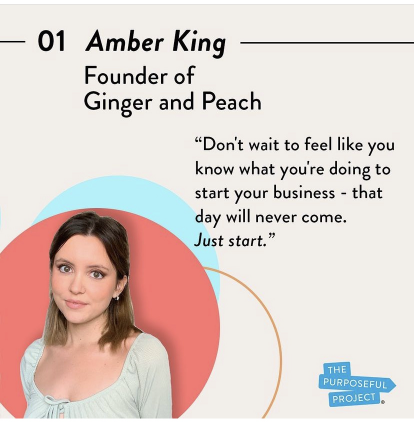 01 Amber King
Founder of
Ginger and Peach
“Don't wait to feel like you
know what you're doing to
start your business - that
day will never come.
Just start.”
THE
PURPOSEFUL
PROJECT